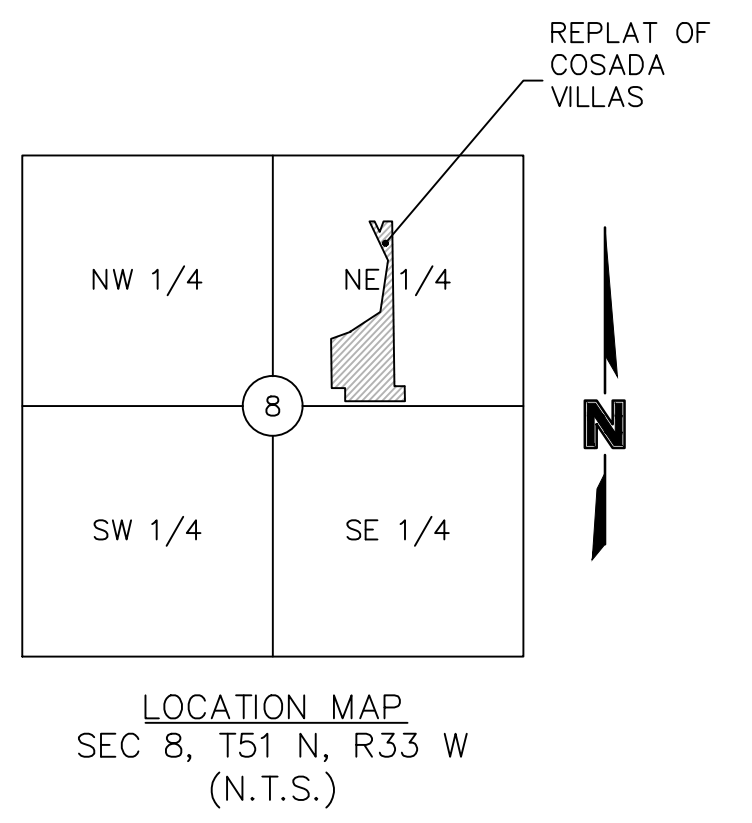 REPLAT OF
COSADA
VILLAS
NW 1/4
NE 1/4
8
N
SW 1/4
SE 1/4
LOCATION MAP
SEC 8, T51 N, R33 W
(N.T.S.)